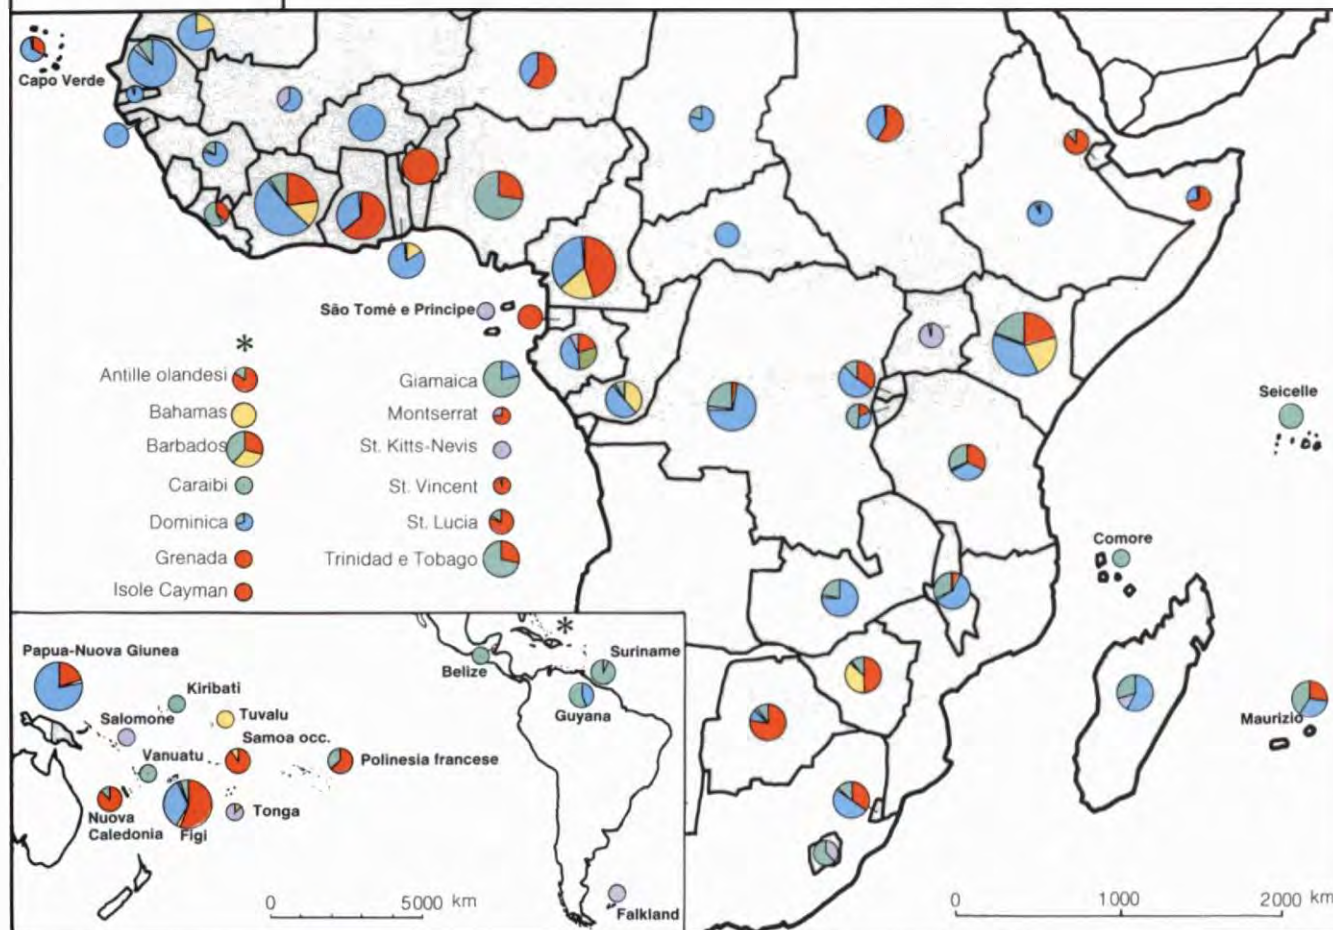 Capo Verde
São Tomé e Principe
*
Antille olandesi
Bahamas
Barbados
Caraibi
Dominica
Grenada
Isole Cayman
Giamaica
Montserrat
St. Kitts-Nevis
St. Vincent
St. Lucia
Trinidad e Tobago
Seicelle
Comore
Maurizio
Papua-Nuova Giunea
Kiribati
Salomone
Tuvalu
Samoa occ.
Vanuatu
Polinesia francese
Nuova
Caledonia
Figi
Tonga
*
Belize
Suriname
Guyana
Falkland
0 5000 km
0 1000 2000 km